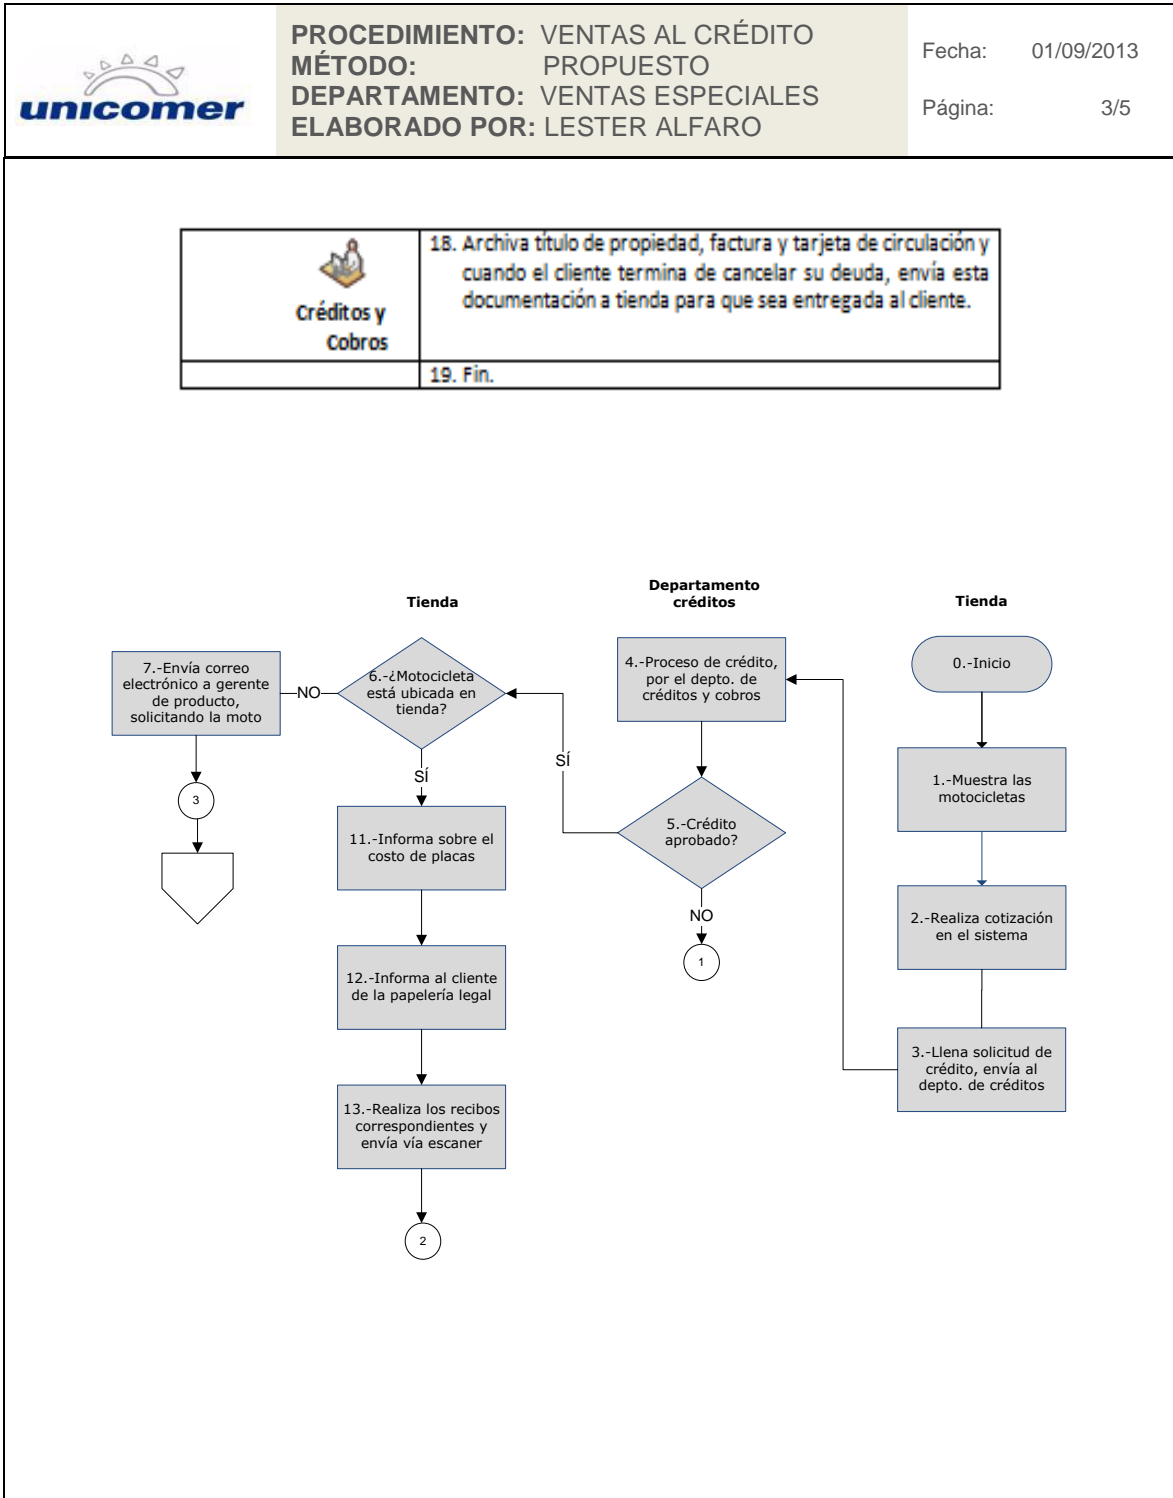 unicomer
PROCEDIMIENTO: VENTAS AL CRÉDITO
MÉTODO: PROPUESTO
DEPARTAMENTO: VENTAS ESPECIALES
ELABORADO POR: LESTER ALFARO
Fecha: 01/09/2013
Página: 3/5
Créditos y
Cobros
18. Archiva título de propiedad, factura y tarjeta de circulación y
cuando el cliente termina de cancelar su deuda, envía esta
documentación a tienda para que sea entregada al cliente.
19. Fin.
Tienda
Departamento
créditos
Tienda
7.-Envía correo
electrónico a gerente
de producto,
solicitando la moto
NO
6.-¿Motocicleta
está ubicada en
tienda?
4.-Proceso de crédito,
por el depto. de
créditos y cobros
0.-Inicio
3
SÍ
SÍ
1.-Muestra las
motocicletas
11.-Informa sobre el
costo de placas
5.-Crédito
aprobado?
NO
1
2.-Realiza cotización
en el sistema
12.-Informa al cliente
de la papelería legal
3.-Llena solicitud de
crédito, envía al
depto. de créditos
13.-Realiza los recibos
correspondientes y
envía vía escaner
2